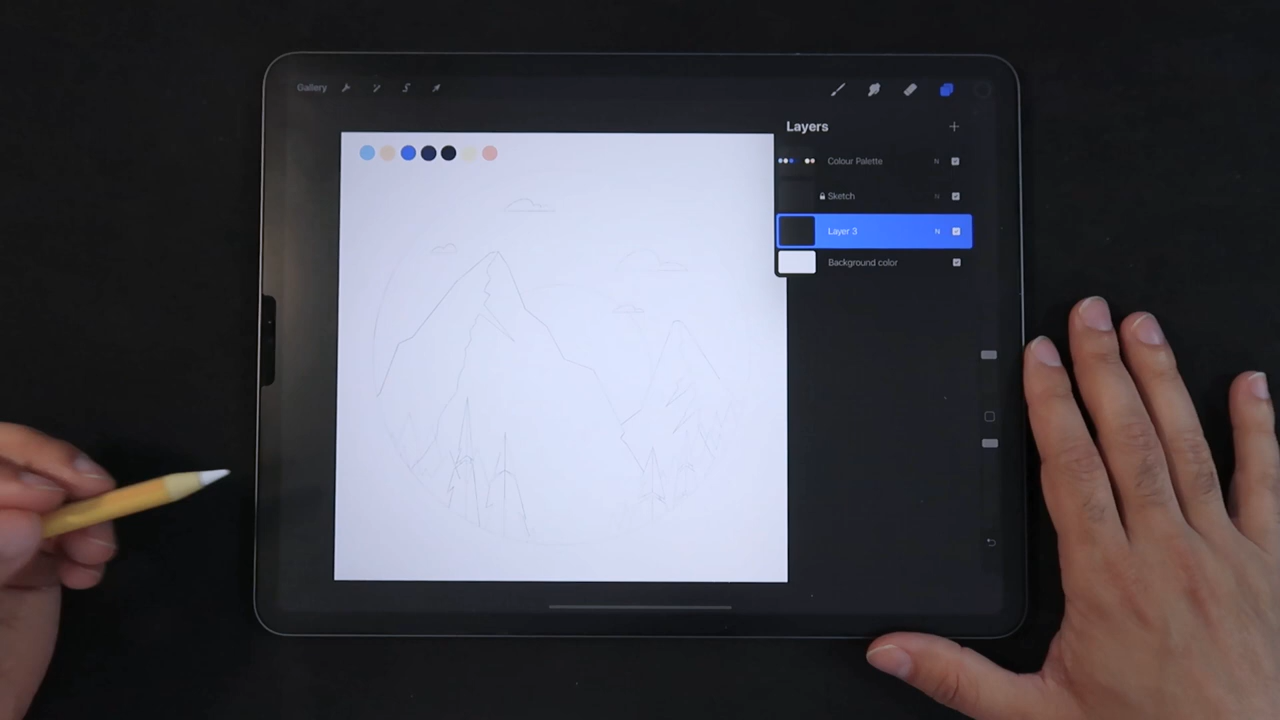 Gallery
Layers
Colour Palette N
Sketch N
Layer 3 N
Background color